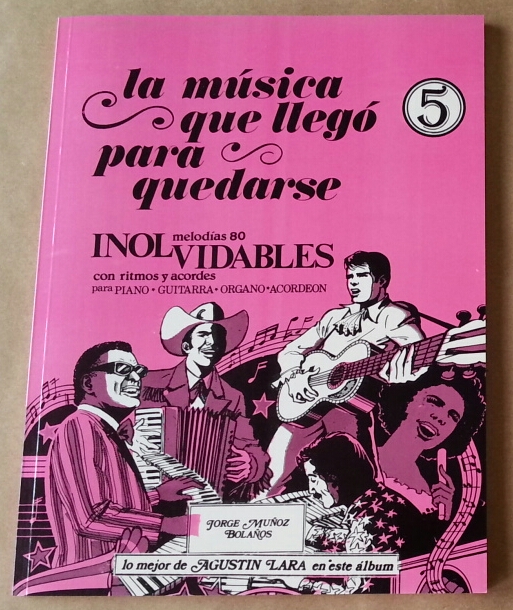 la música
que llegó
para
quedarse
5
melodías 80
INOLVIDABLES
con ritmos y acordes
para PIANO • GUITARRA • ORGANO • ACORDEON
JORGE MUÑOZ
BOLAÑOS
lo mejor de AGUSTIN LARA en este álbum